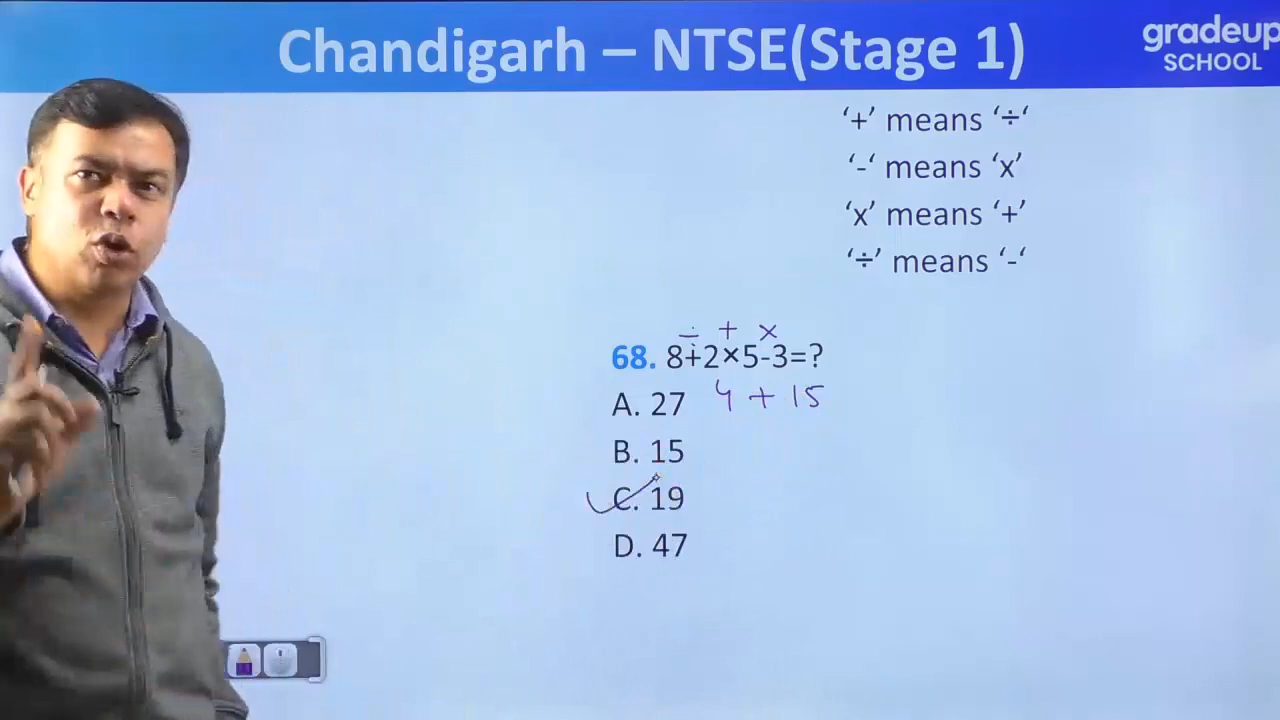 Chandigarh – NTSE(Stage 1)
gradeup
SCHOOL
‘+’ means ‘÷‘
‘-‘ means ‘x’
‘x’ means ‘+’
‘÷’ means ‘-‘
÷ + x
68. 8+2×5-3=?
A. 27 4 + 15
B. 15
C. 19
D. 47